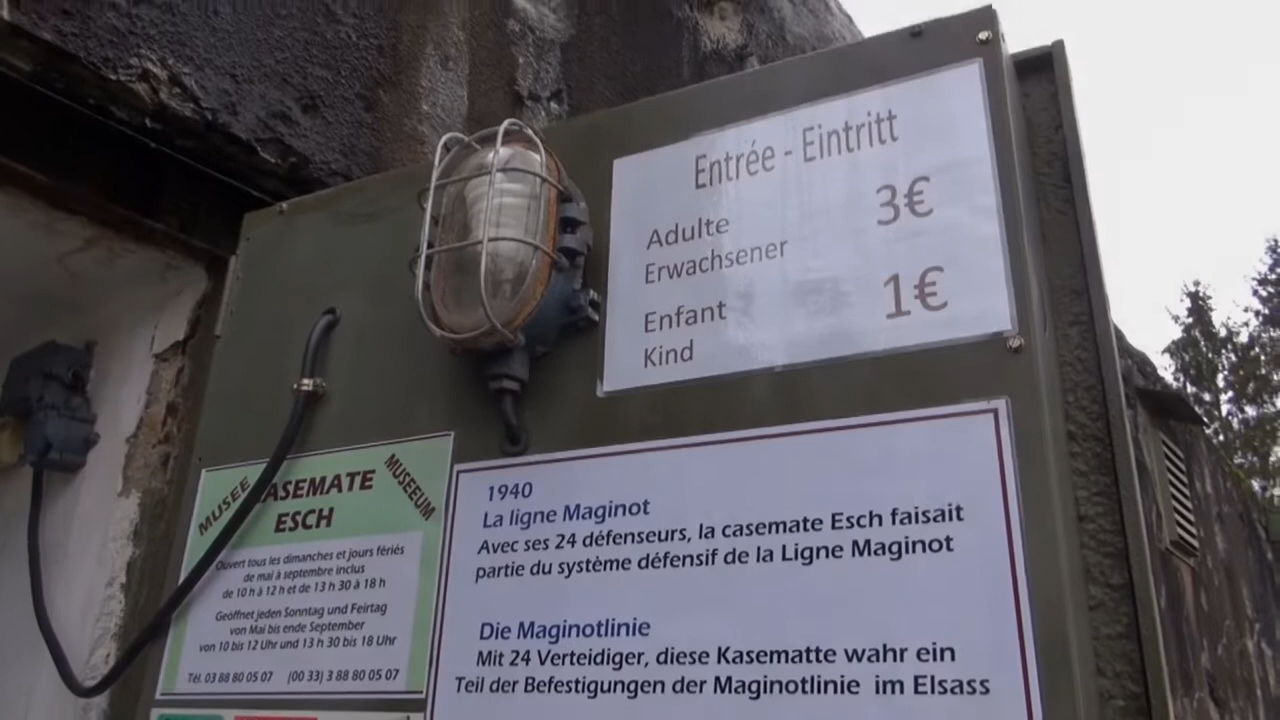 Entrée - Eintritt
Adulte 3€
Erwachsener
Enfant 1€
Kind
MUSEE CASEMATE MUSEEUM
ESCH
Ouvert tous les dimanches et jours fériés
de mai à septembre inclus
de 10 h à 12 h et de 13 h 30 à 18 h
Geöffnet jeden Sonntag und Feirtag
von Mai bis ende September
von 10 bis 12 Uhr und 13 h 30 bis 18 Uhr
Tél. 03 88 80 05 07 (00 33) 3 88 80 05 07
1940
La ligne Maginot
Avec ses 24 défenseurs, la casemate Esch faisait
partie du système défensif de la Ligne Maginot
Die Maginotlinie
Mit 24 Verteidiger, diese Kasematte wahr ein
Teil der Befestigungen der Maginotlinie im Elsass